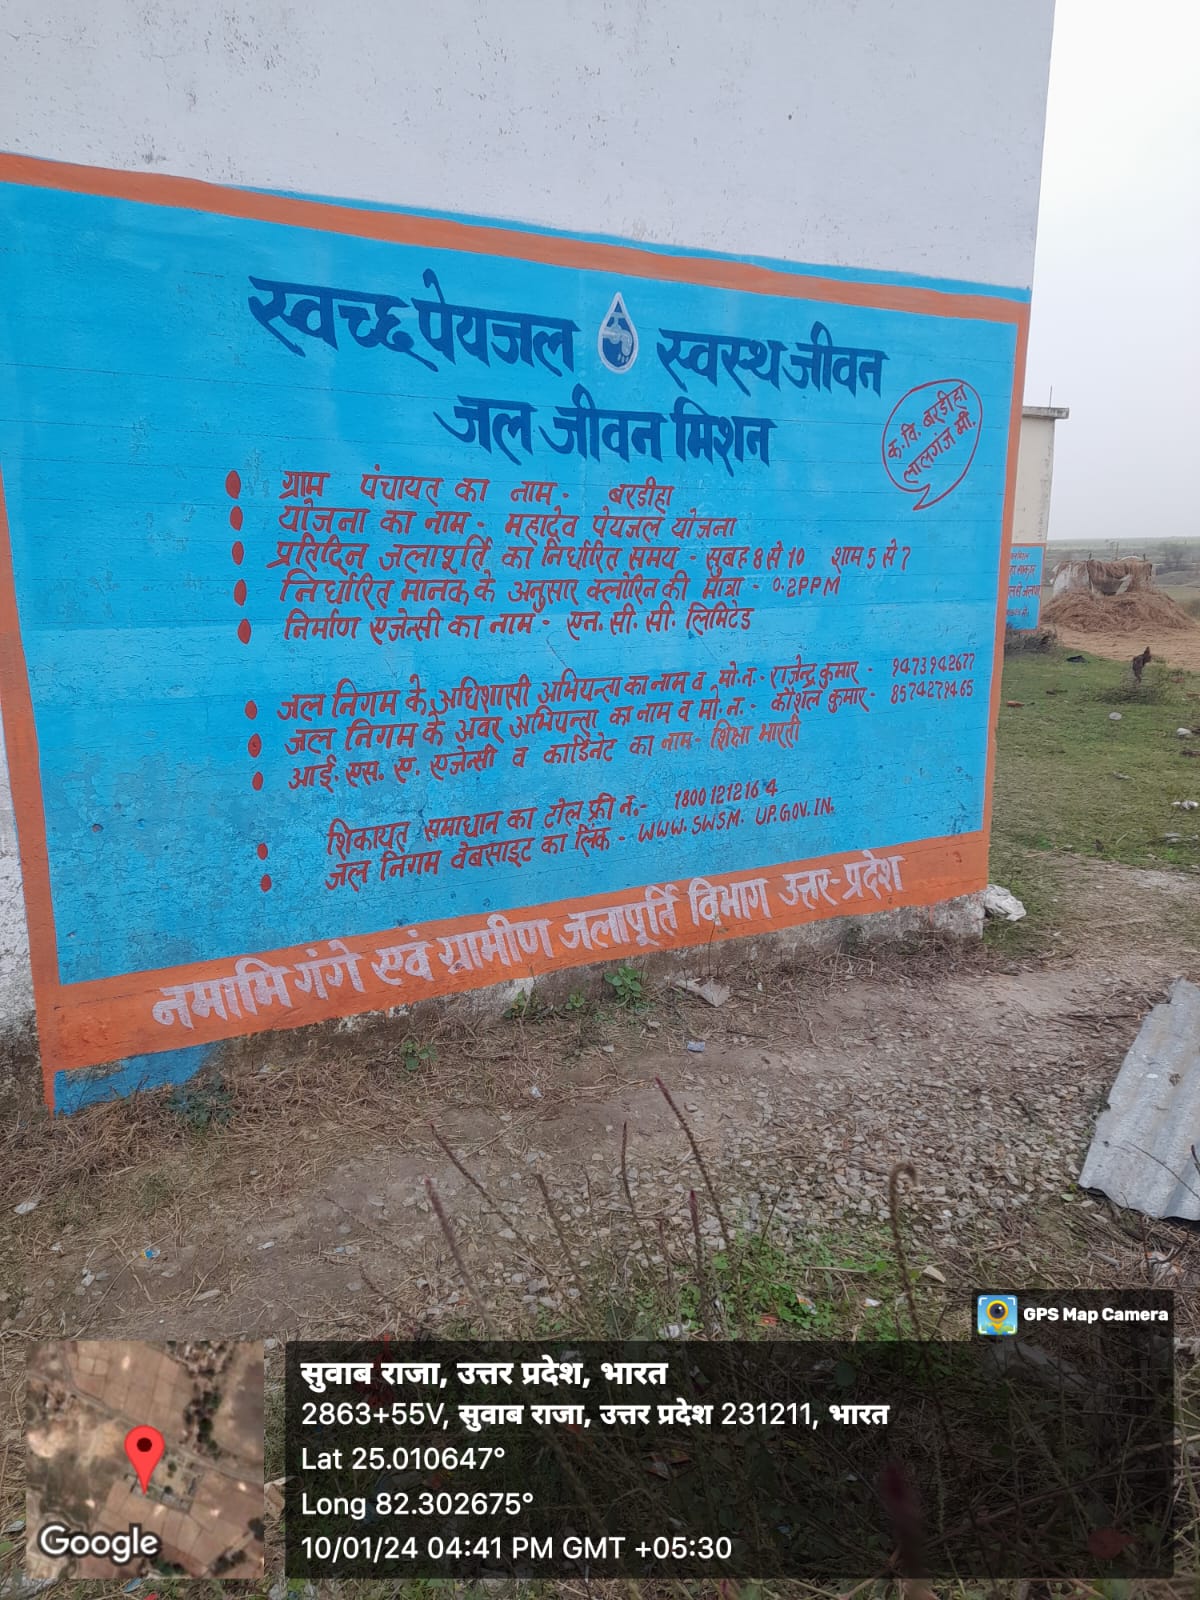 स्वच्छ पेयजल स्वस्थ जीवन
जल जीवन मिशन
क. वि. बरडीहा
लालगंज मी.
ग्राम पंचायत का नाम - बरडीहा
योजना का नाम - महादेव पेयजल योजना
प्रतिदिन जलापूर्ति का निर्धारित समय - सुबह 8 से 10 शाम 5 से 7
निर्धारित मानक के अनुसार क्लोरिन की मात्रा - 0.2PPM
निर्माण एजेन्सी का नाम - एन. सी. सी. लिमिटेड
जल निगम के अधिशासी अभियन्ता का नाम व मो.न.- राजेन्द्र कुमार - 9473942677
जल निगम के अवर अभियन्ता का नाम व मो.न.- कौशल कुमार - 8574279465
आई. एस. ए. एजेन्सी व कार्डिनेट का नाम- शिक्षा भारती
शिकायत समाधान का टोल फ्री न.- 18001212164
जल निगम वेबसाइट का लिंक - WWW.SWSM.UP.GOV.IN.
नमामि गंगे एवं ग्रामीण जलापूर्ति विभाग उत्तर-प्रदेश
GPS Map Camera
सुवाब राजा, उत्तर प्रदेश, भारत
2863+55V, सुवाब राजा, उत्तर प्रदेश 231211, भारत
Lat 25.010647°
Long 82.302675°
10/01/24 04:41 PM GMT +05:30
Google